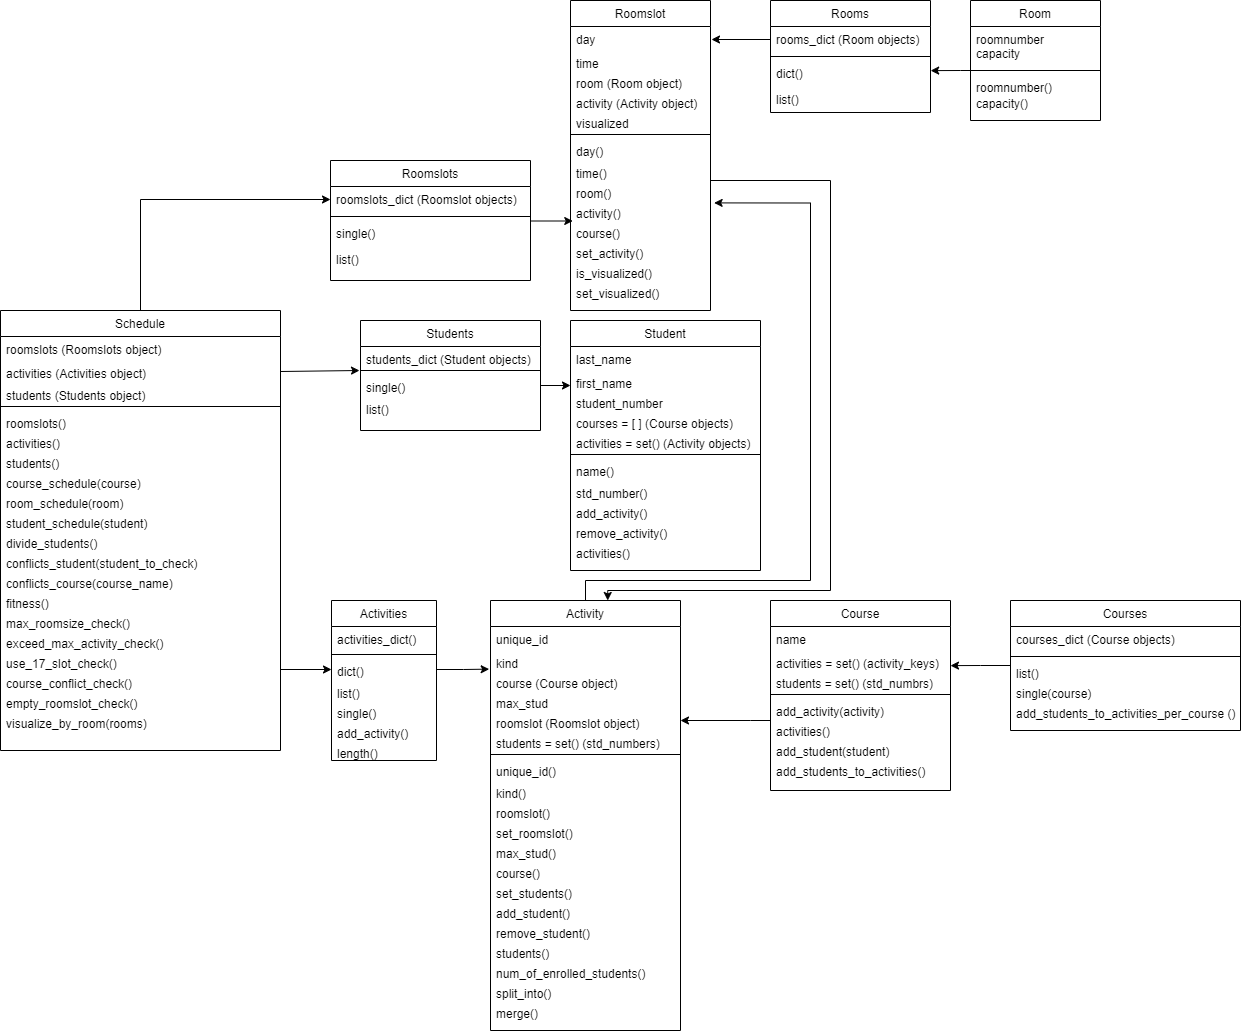 Roomslot
day
time
room (Room object)
activity (Activity object)
visualized
day()
time()
room()
activity()
course()
set_activity()
is_visualized()
set_visualized()
Rooms
rooms_dict (Room objects)
dict()
list()
Room
roomnumber
capacity
roomnumber()
capacity()
Roomslots
roomslots_dict (Roomslot objects)
single()
list()
Schedule
roomslots (Roomslots object)
activities (Activities object)
students (Students object)
roomslots()
activities()
students()
course_schedule(course)
room_schedule(room)
student_schedule(student)
divide_students()
conflicts_student(student_to_check)
conflicts_course(course_name)
fitness()
max_roomsize_check()
exceed_max_activity_check()
use_17_slot_check()
course_conflict_check()
empty_roomslot_check()
visualize_by_room(rooms)
Students
students_dict (Student objects)
single()
list()
Student
last_name
first_name
student_number
courses = [ ] (Course objects)
activities = set() (Activity objects)
name()
std_number()
add_activity()
remove_activity()
activities()
Activities
activities_dict()
dict()
list()
single()
add_activity()
length()
Activity
unique_id
kind
course (Course object)
max_stud
roomslot (Roomslot object)
students = set() (std_numbers)
unique_id()
kind()
roomslot()
set_roomslot()
max_stud()
course()
set_students()
add_student()
remove_student()
students()
num_of_enrolled_students()
split_into()
merge()
Course
name
activities = set() (activity_keys)
students = set() (std_numbrs)
add_activity(activity)
activities()
add_student(student)
add_students_to_activities()
Courses
courses_dict (Course objects)
list()
single(course)
add_students_to_activities_per_course ()